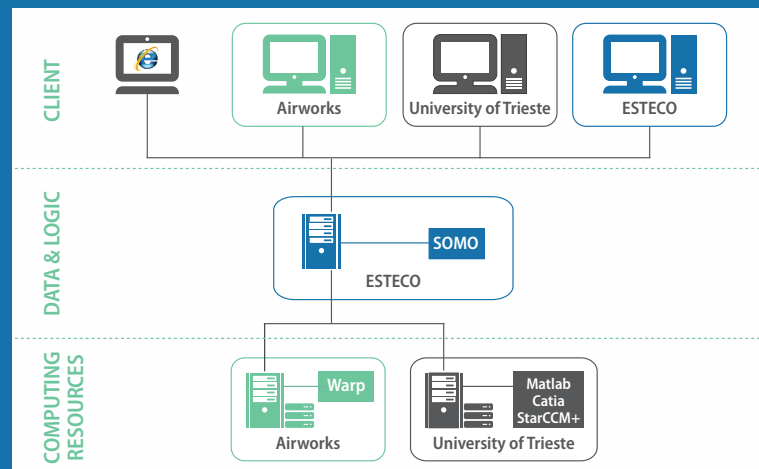 CLIENT
Airworks
University of Trieste
ESTECO
DATA & LOGIC
SOMO
ESTECO
COMPUTING
RESOURCES
Warp
Airworks
Matlab
Catia
StarCCM+
University of Trieste